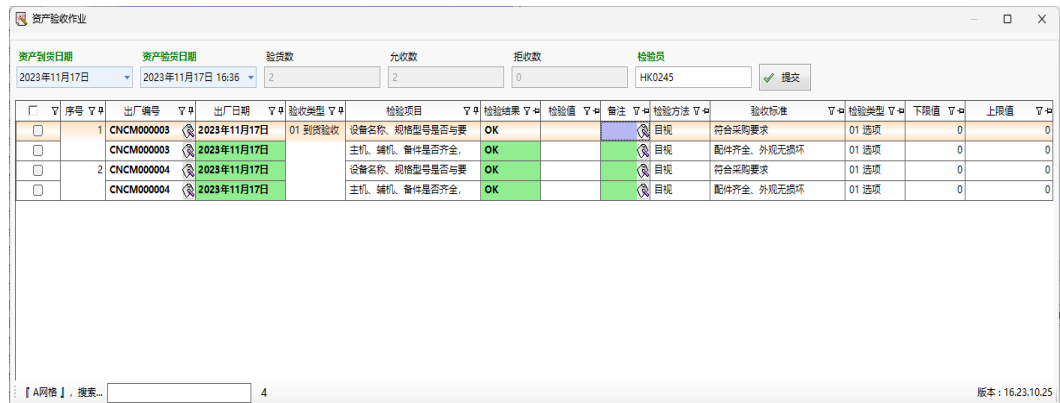 资产验收作业
资产到货日期 资产验货日期 验货数 允收数 拒收数 检验员
2023年11月17日 2023年11月17日 16:36 2 2 0 HK0245 提交
序号 出厂编号 出厂日期 验收类型 检验项目 检验结果 检验值 备注 检验方法 验收标准 检验类型 下限值 上限值
1 CNCM000003 2023年11月17日 01 到货验收 设备名称、规格型号是否与要 OK 目视 符合采购要求 01 选项 0 0
CNCM000003 2023年11月17日 主机、辅机、备件是否齐全, OK 目视 配件齐全、外观无损坏 01 选项 0 0
2 CNCM000004 2023年11月17日 设备名称、规格型号是否与要 OK 目视 符合采购要求 01 选项 0 0
CNCM000004 2023年11月17日 主机、辅机、备件是否齐全, OK 目视 配件齐全、外观无损坏 01 选项 0 0
『 A网格 』, 搜索... 4 版本 : 16.23.10.25